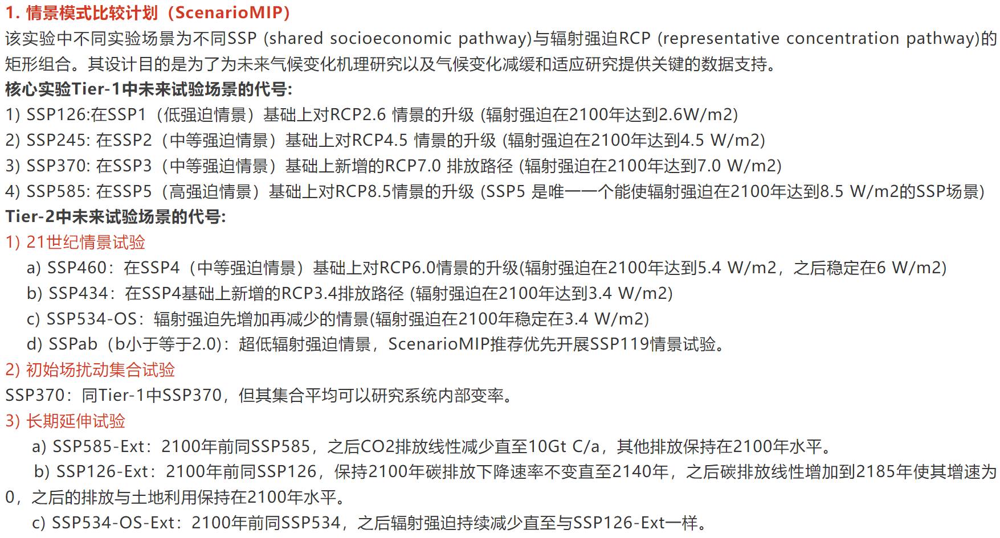 1. 情景模式比较计划（ScenarioMIP）
该实验中不同实验场景为不同SSP (shared socioeconomic pathway)与辐射强迫RCP (representative concentration pathway)的
矩形组合。其设计目的是为了为未来气候变化机理研究以及气候变化减缓和适应研究提供关键的数据支持。
核心实验Tier-1中未来试验场景的代号:
1) SSP126:在SSP1（低强迫情景）基础上对RCP2.6 情景的升级 (辐射强迫在2100年达到2.6W/m2)
2) SSP245: 在SSP2（中等强迫情景）基础上对RCP4.5 情景的升级 (辐射强迫在2100年达到4.5 W/m2)
3) SSP370: 在SSP3（中等强迫情景）基础上新增的RCP7.0 排放路径 (辐射强迫在2100年达到7.0 W/m2)
4) SSP585: 在SSP5（高强迫情景）基础上对RCP8.5情景的升级 (SSP5 是唯一一个能使辐射强迫在2100年达到8.5 W/m2的SSP场景)
Tier-2中未来试验场景的代号:
1) 21世纪情景试验
a) SSP460：在SSP4（中等强迫情景）基础上对RCP6.0情景的升级(辐射强迫在2100年达到5.4 W/m2，之后稳定在6 W/m2)
b) SSP434：在SSP4基础上新增的RCP3.4排放路径 (辐射强迫在2100年达到3.4 W/m2)
c) SSP534-OS：辐射强迫先增加再减少的情景(辐射强迫在2100年稳定在3.4 W/m2)
d) SSPab（b小于等于2.0)：超低辐射强迫情景，ScenarioMIP推荐优先开展SSP119情景试验。
2) 初始场扰动集合试验
SSP370：同Tier-1中SSP370，但其集合平均可以研究系统内部变率。
3) 长期延伸试验
a) SSP585-Ext：2100年前同SSP585，之后CO2排放线性减少直至10Gt C/a，其他排放保持在2100年水平。
b) SSP126-Ext：2100年前同SSP126，保持2100年碳排放下降速率不变直至2140年，之后碳排放线性增加到2185年使其增速为
0，之后的排放与土地利用保持在2100年水平。
c) SSP534-OS-Ext：2100年前同SSP534，之后辐射强迫持续减少直至与SSP126-Ext一样。